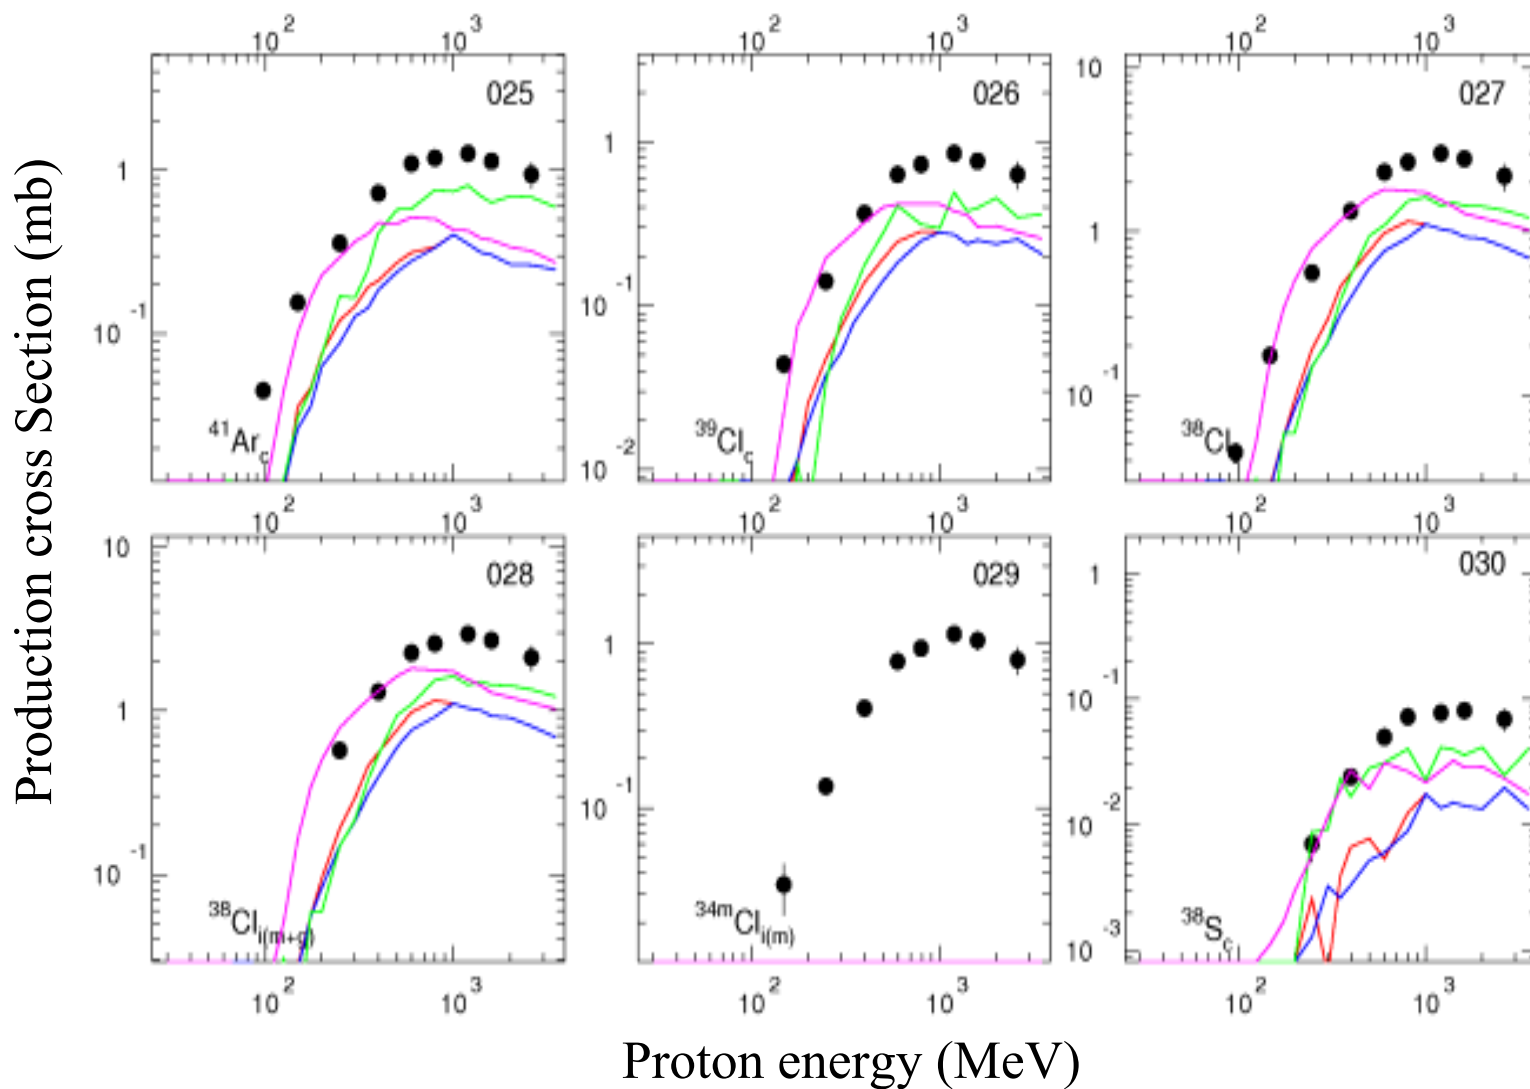 Production cross Section (mb)
10^2 10^3 10^2 10^3 10^2 10^3
025 026 027
1 1 10
10^-1 10^-1 1
10^-2 10^-1
^41Ar_c ^39Cl_c ^38Cl_c
10^2 10^3 10^2 10^3 10^2 10^3
028 029 030
10 1 1
1 10^-1 10^-1
10^-1 10^-2
10^-3
^38Cl_i(m+g) ^34mCl_i(m) ^38S_c
10^2 10^3 10^2 10^3 10^2 10^3
Proton energy (MeV)